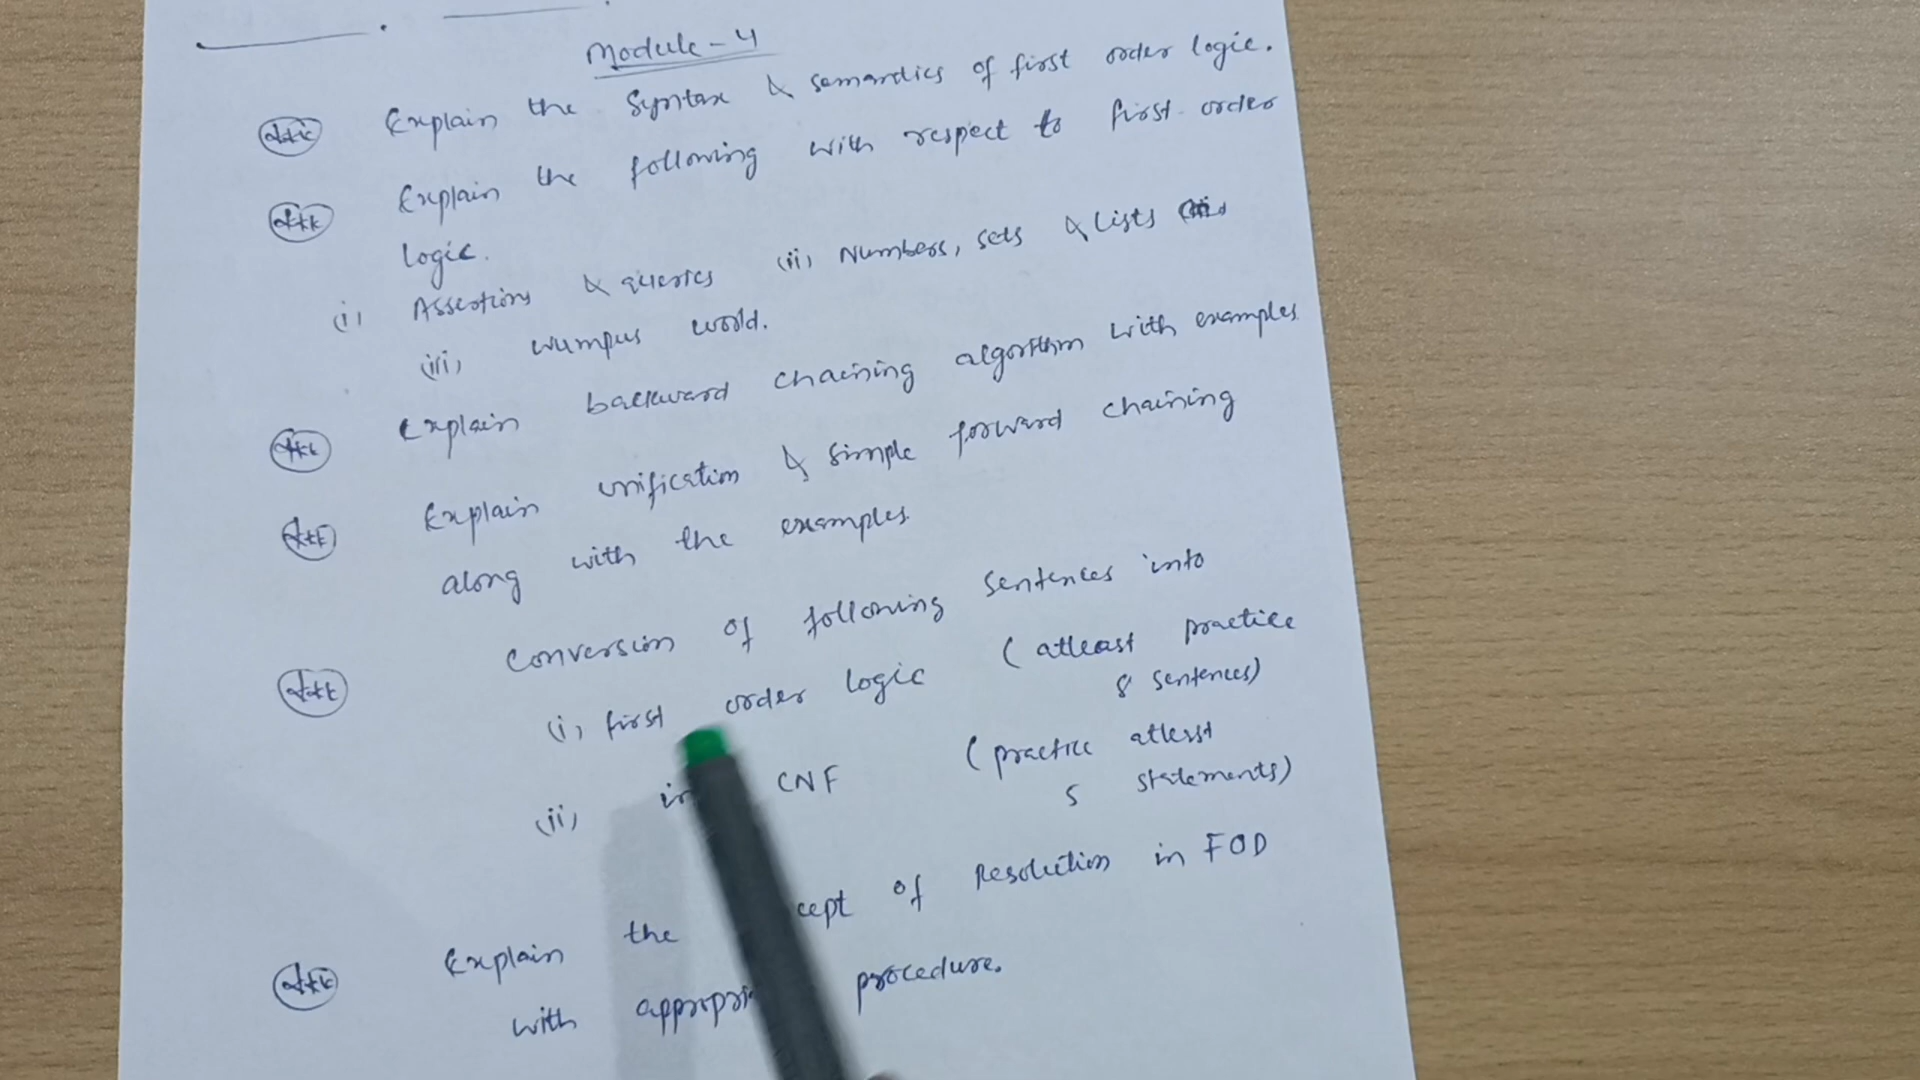 Module - 4
*** Explain the Syntax & semantics of first order logic.
*** Explain the following with respect to first order
logic.
(i) Assertions & queries (ii) Numbers, sets & Lists
(iii) Wumpus world.
*** Explain backward chaining algorithm with examples
*** Explain unification & simple forward chaining
along with the examples.
*** Conversion of following sentences into
(i) first order logic (atleast practice
8 sentences)
(ii) CNF (practice atleast
5 statements)
*** Explain the cept of Resolution in FOD
with procedure.